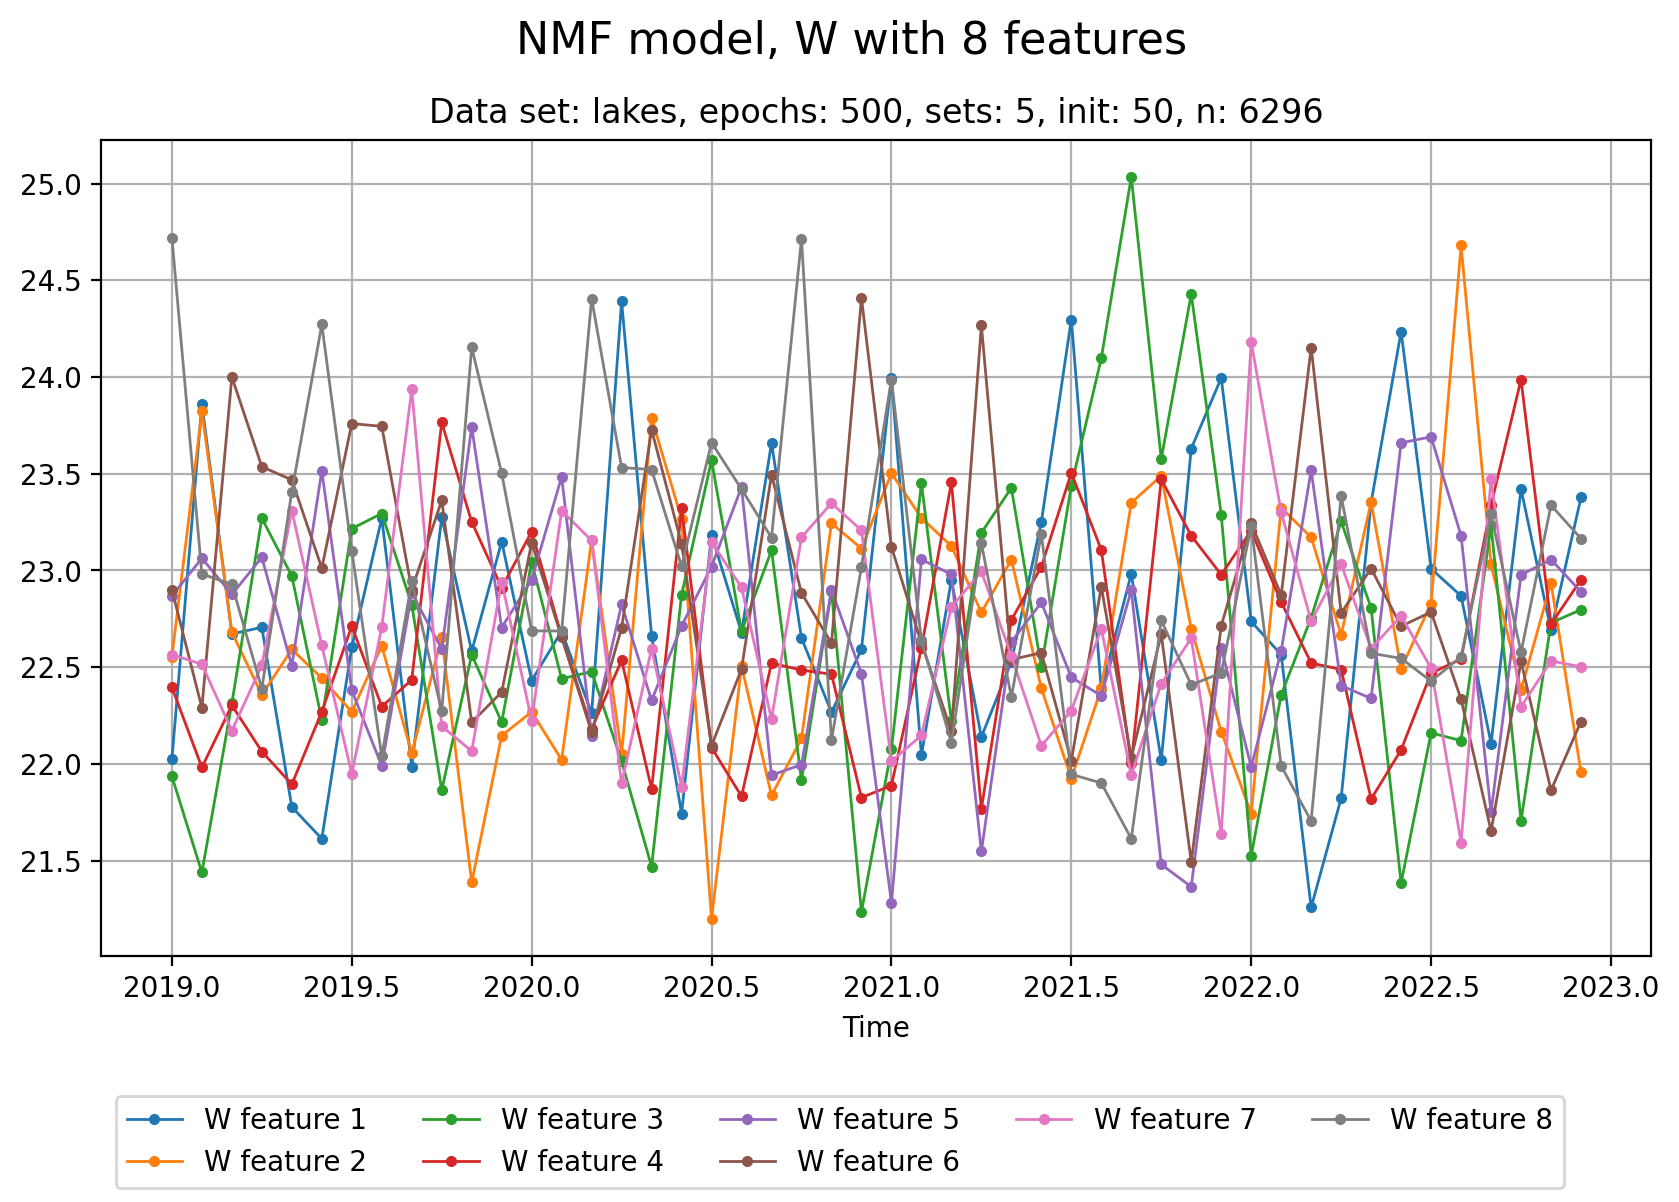 NMF model, W with 8 features
Data set: lakes, epochs: 500, sets: 5, init: 50, n: 6296
25.0
24.5
24.0
23.5
23.0
22.5
22.0
21.5
2019.0 2019.5 2020.0 2020.5 2021.0 2021.5 2022.0 2022.5 2023.0
Time
W feature 1 W feature 3 W feature 5 W feature 7 W feature 8
W feature 2 W feature 4 W feature 6